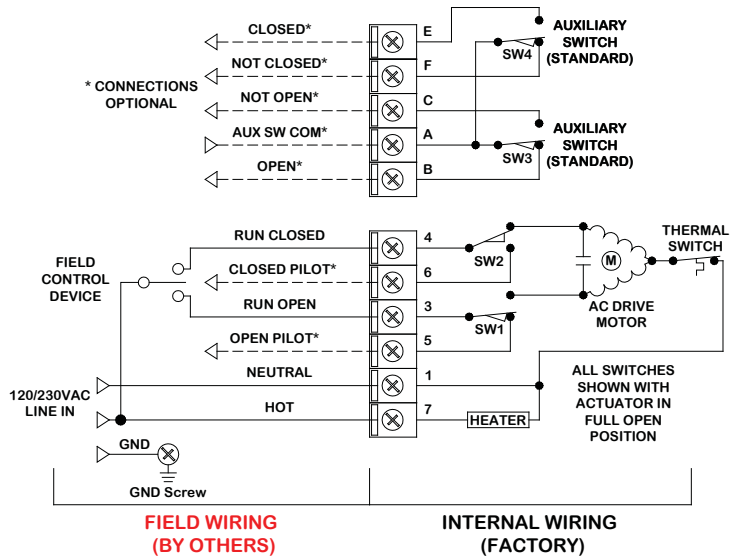 CLOSED*
E
NOT CLOSED*
F
* CONNECTIONS
OPTIONAL
NOT OPEN*
C
AUX SW COM*
A
OPEN*
B
SW4
AUXILIARY
SWITCH
(STANDARD)
SW3
AUXILIARY
SWITCH
(STANDARD)
FIELD
CONTROL
DEVICE
RUN CLOSED
4
CLOSED PILOT*
6
RUN OPEN
3
OPEN PILOT*
5
NEUTRAL
1
120/230VAC
LINE IN
HOT
7
GND
GND Screw
SW2
SW1
M
AC DRIVE
MOTOR
THERMAL
SWITCH
HEATER
ALL SWITCHES
SHOWN WITH
ACTUATOR IN
FULL OPEN
POSITION
FIELD WIRING
(BY OTHERS)
INTERNAL WIRING
(FACTORY)